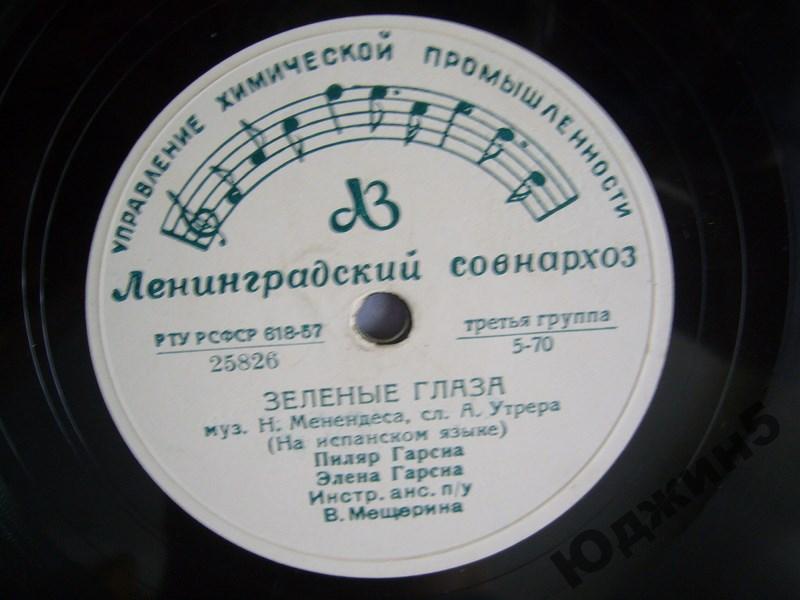 УПРАВЛЕНИЕ ХИМИЧЕСКОЙ ПРОМЫШЛЕННОСТИ
АЗ
Ленинградский совнархоз
РТУ РСФСР 618-57
25826
третья группа
5-70
ЗЕЛЕНЫЕ ГЛАЗА
муз. Н. Менендеса, сл. А. Утрера
(На испанском языке)
Пиляр Гарсиа
Элена Гарсиа
Инстр. анс. п/у
В. Мещерина
Юджин5